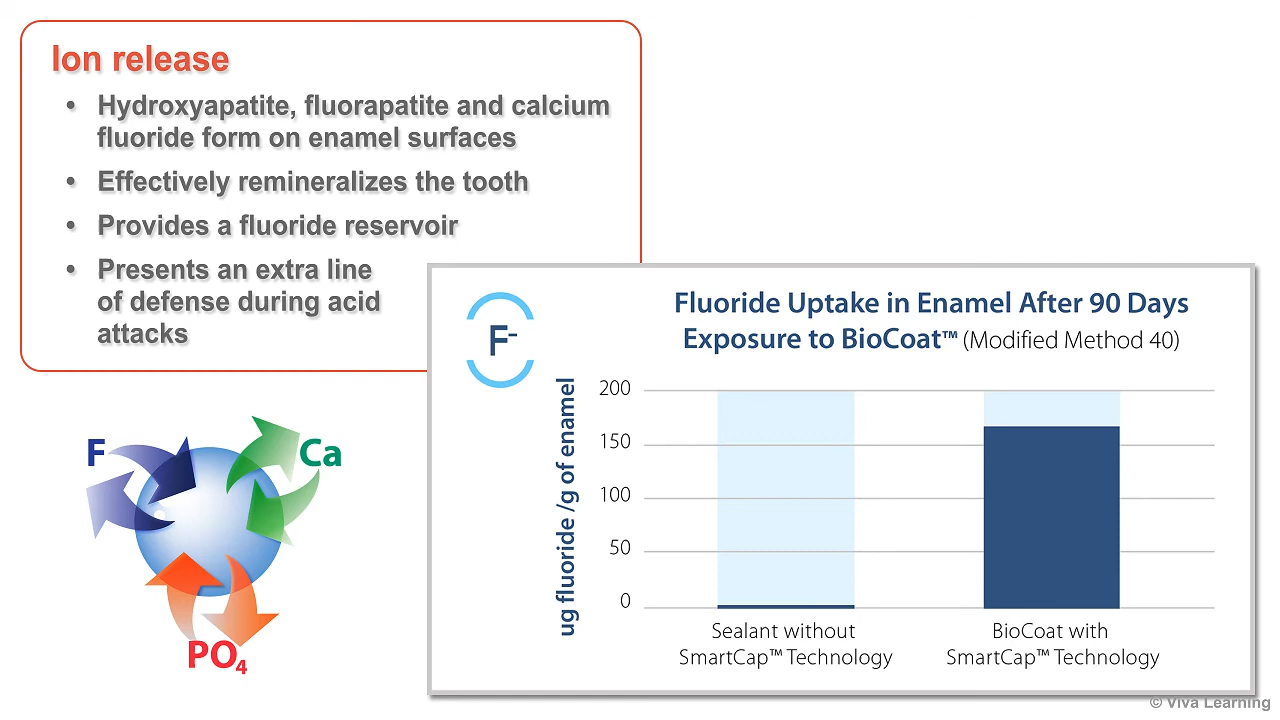 Ion release
• Hydroxyapatite, fluorapatite and calcium
fluoride form on enamel surfaces
• Effectively remineralizes the tooth
• Provides a fluoride reservoir
• Presents an extra line
of defense during acid
attacks
F
Ca
PO₄
F⁻
Fluoride Uptake in Enamel After 90 Days
Exposure to BioCoat™ (Modified Method 40)
ug fluoride /g of enamel
200
150
100
50
0
Sealant without
SmartCap™ Technology
BioCoat with
SmartCap™ Technology
© Viva Learning